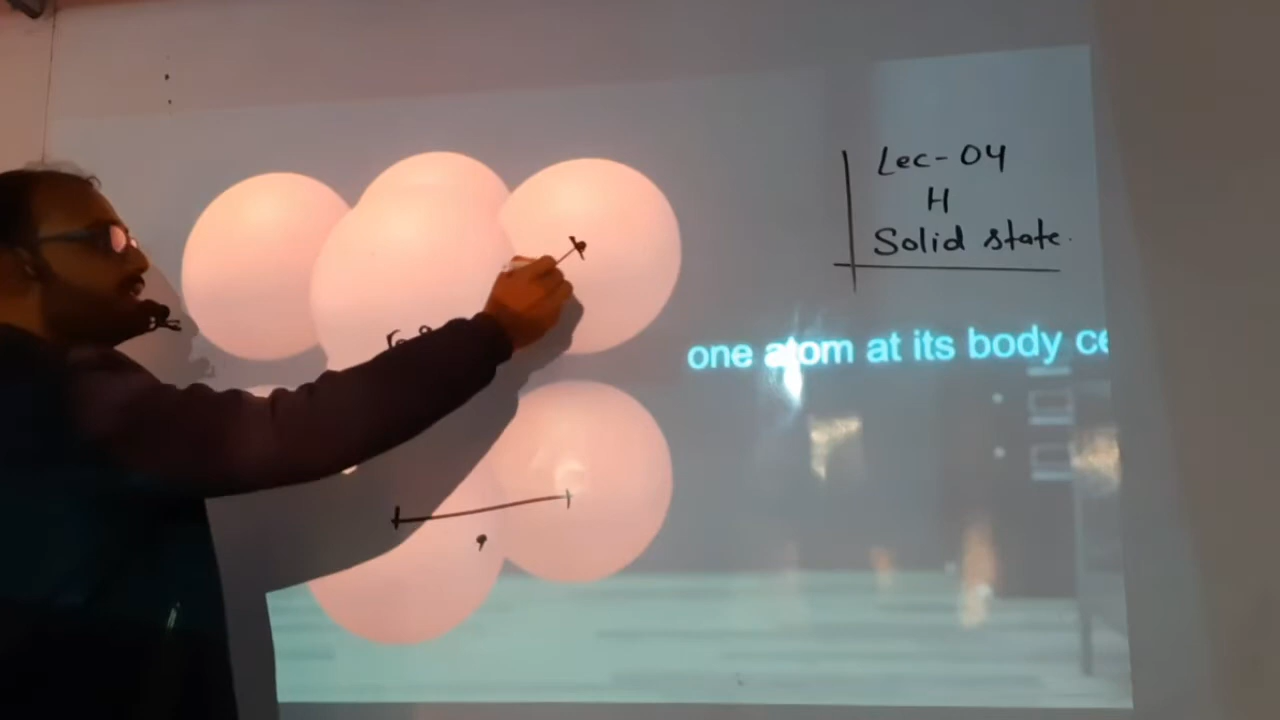 Lec-04
H
Solid state.
one atom at its body ce